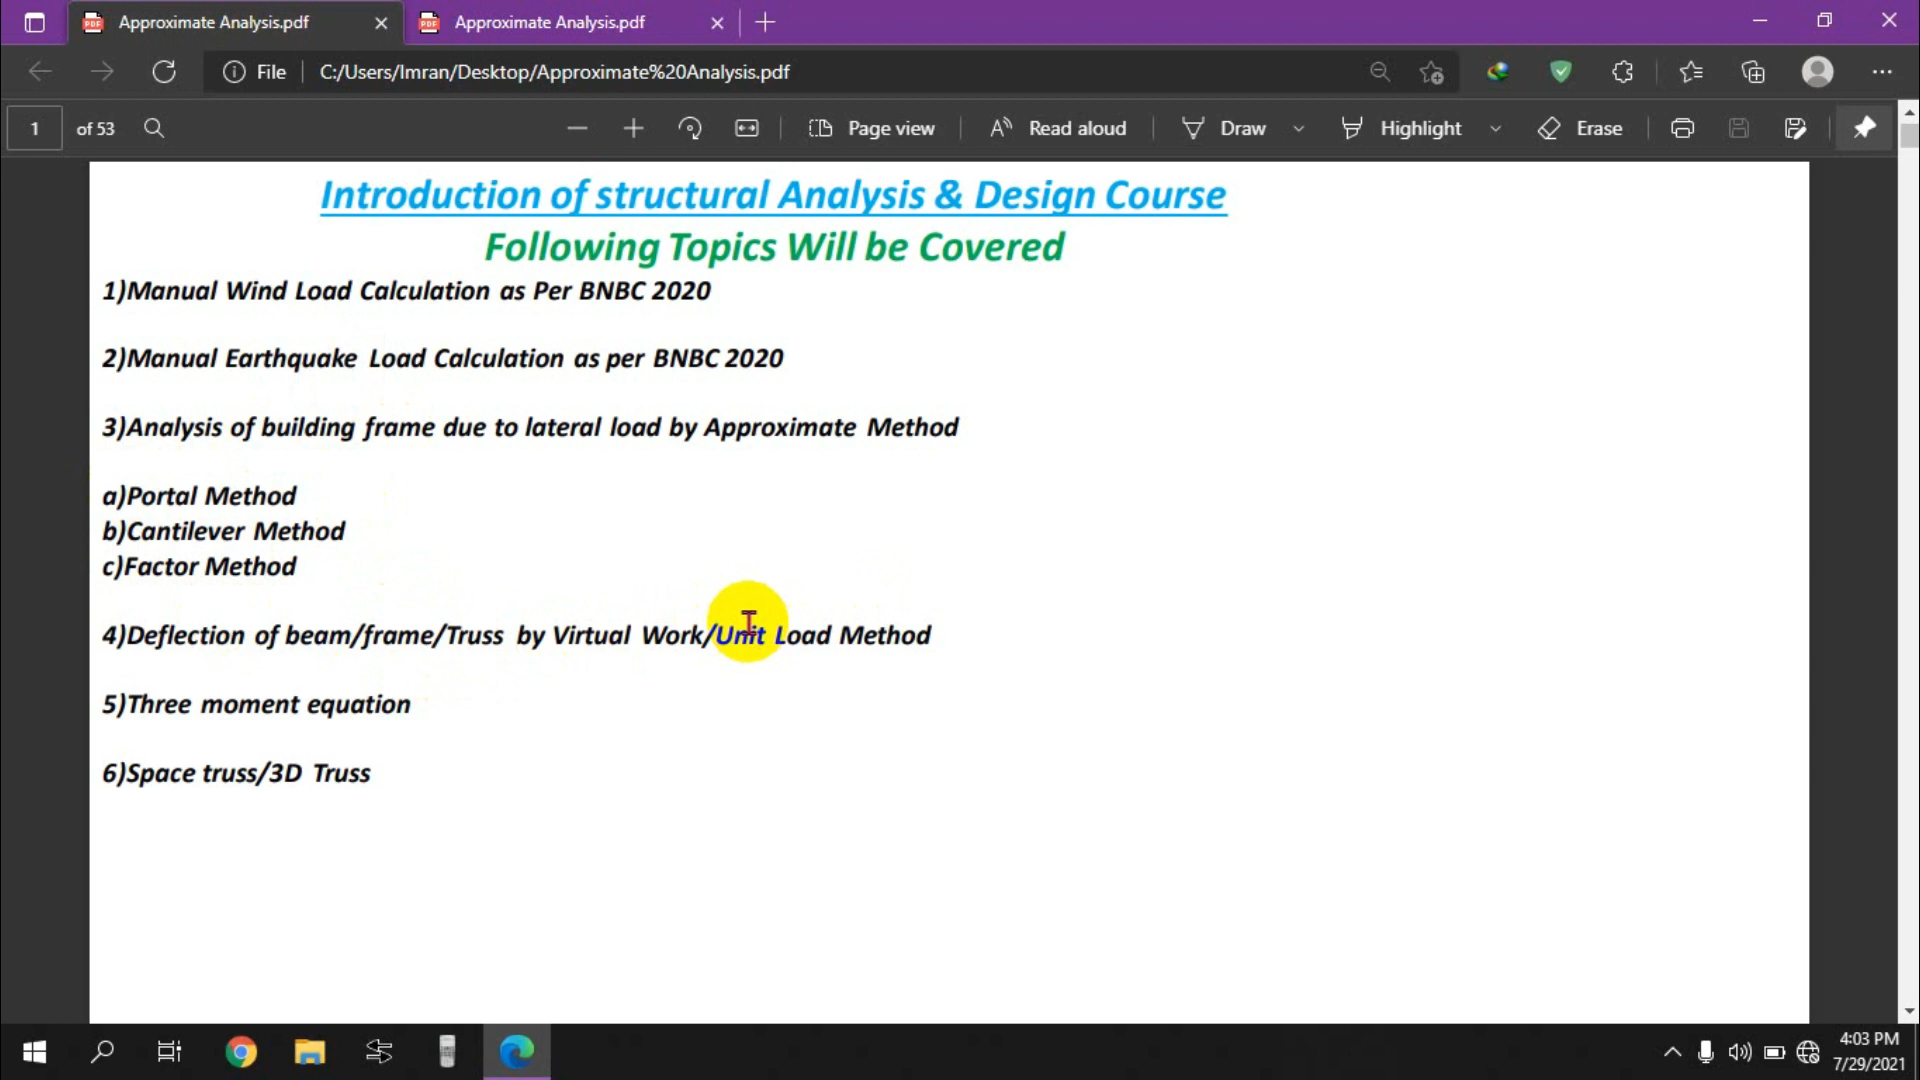 Approximate Analysis.pdf
Approximate Analysis.pdf
File
C:/Users/Imran/Desktop/Approximate%20Analysis.pdf
1 of 53
Page view
Read aloud
Draw
Highlight
Erase
Introduction of structural Analysis & Design Course
Following Topics Will be Covered
1)Manual Wind Load Calculation as Per BNBC 2020
2)Manual Earthquake Load Calculation as per BNBC 2020
3)Analysis of building frame due to lateral load by Approximate Method
a)Portal Method
b)Cantilever Method
c)Factor Method
4)Deflection of beam/frame/Truss by Virtual Work/Unit Load Method
5)Three moment equation
6)Space truss/3D Truss
4:03 PM
7/29/2021